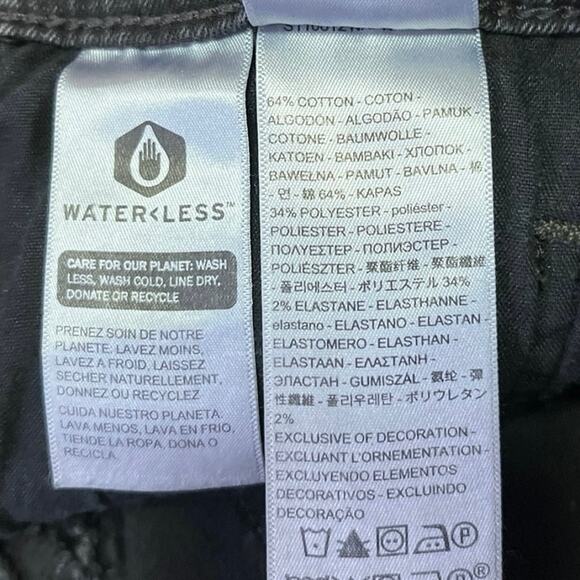 WATER<LESS™
CARE FOR OUR PLANET: WASH
LESS, WASH COLD, LINE DRY,
DONATE OR RECYCLE
PRENEZ SOIN DE NOTRE
PLANETE. LAVEZ MOINS,
LAVEZ A FROID, LAISSEZ
SECHER NATURELLEMENT,
DONNEZ OU RECYCLEZ
CUIDA NUESTRO PLANETA.
LAVA MENOS, LAVA EN FRIO,
TIENDE LA ROPA, DONA O
RECICLA.
64% COTTON - COTON -
ALGODÓN - ALGODÃO - PAMUK -
COTONE - BAUMWOLLE -
KATOEN - BAMBAKI - ХЛОПОК -
BAWEŁNA - PAMUT - BAVLNA - 棉
면 - 綿 64% - KAPAS
34% POLYESTER - poliéster -
POLIESTER - POLIESTERE -
ΠΟΛΥΕΣΤΕΡ - ПОЛИЭСТЕР -
POLIÉSZTER - 聚酯纤维 - 聚酯纖維
- 폴리에스터 - ポリエステル 34%
2% ELASTANE - ELASTHANNE -
elastano - ELASTANO - ELASTAN -
ELASTOMERO - ELASTHAN -
ELASTAAN - ΕΛΑΣΤΑΝΗ -
ЭЛАСТАН - GUMISZÁL - 氨纶 - 彈
性纖維 - 폴리우레탄 - ポリウレタン
2%
EXCLUSIVE OF DECORATION -
EXCLUANT L'ORNEMENTATION -
EXCLUYENDO ELEMENTOS
DECORATIVOS - EXCLUINDO
DECORAÇÃO
P